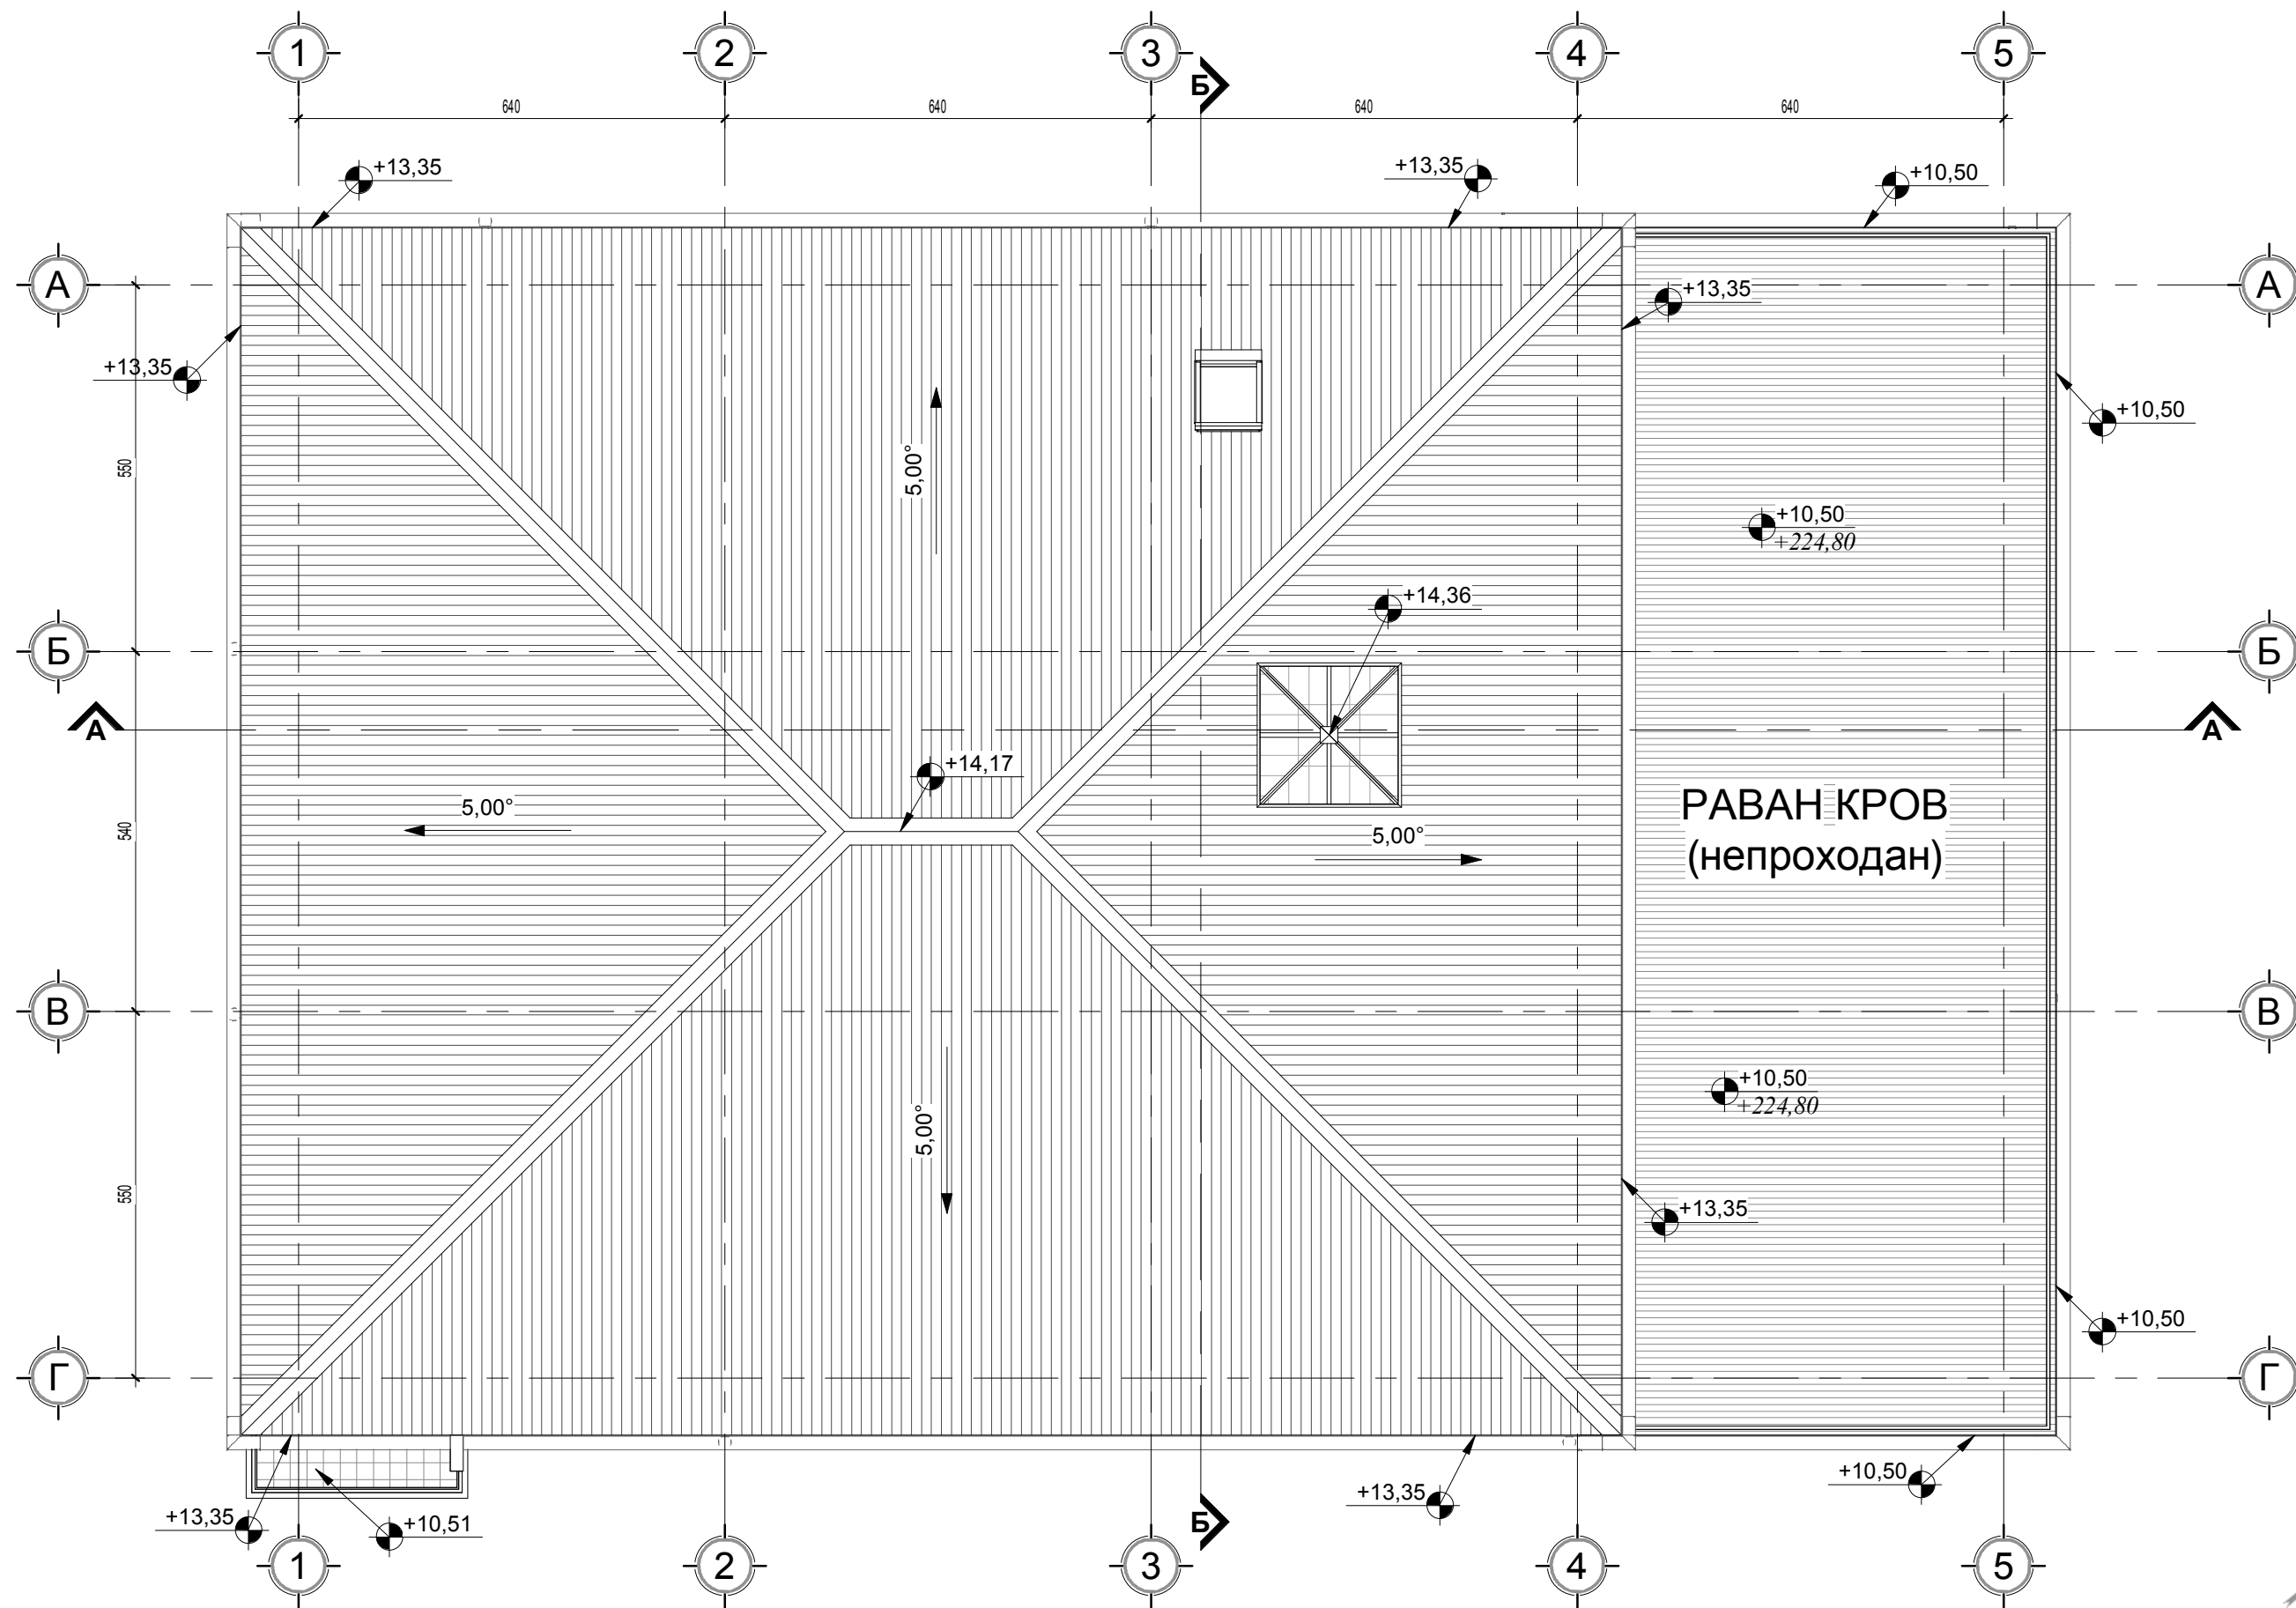 1 2 3 4 5
Б
640 640 640 640
+13,35 +13,35 +10,50
А А
+13,35
+13,35
+10,50
550
5,00°
+10,50
+224,80
+14,36
Б Б
А А
+14,17
5,00°
РАВАН КРОВ
540
5,00°
(непроходан)
В В
+10,50
+224,80
5,00°
550
+13,35
+10,50
Г Г
+10,50
+13,35
+13,35 +10,51
Б
1 2 3 4 5